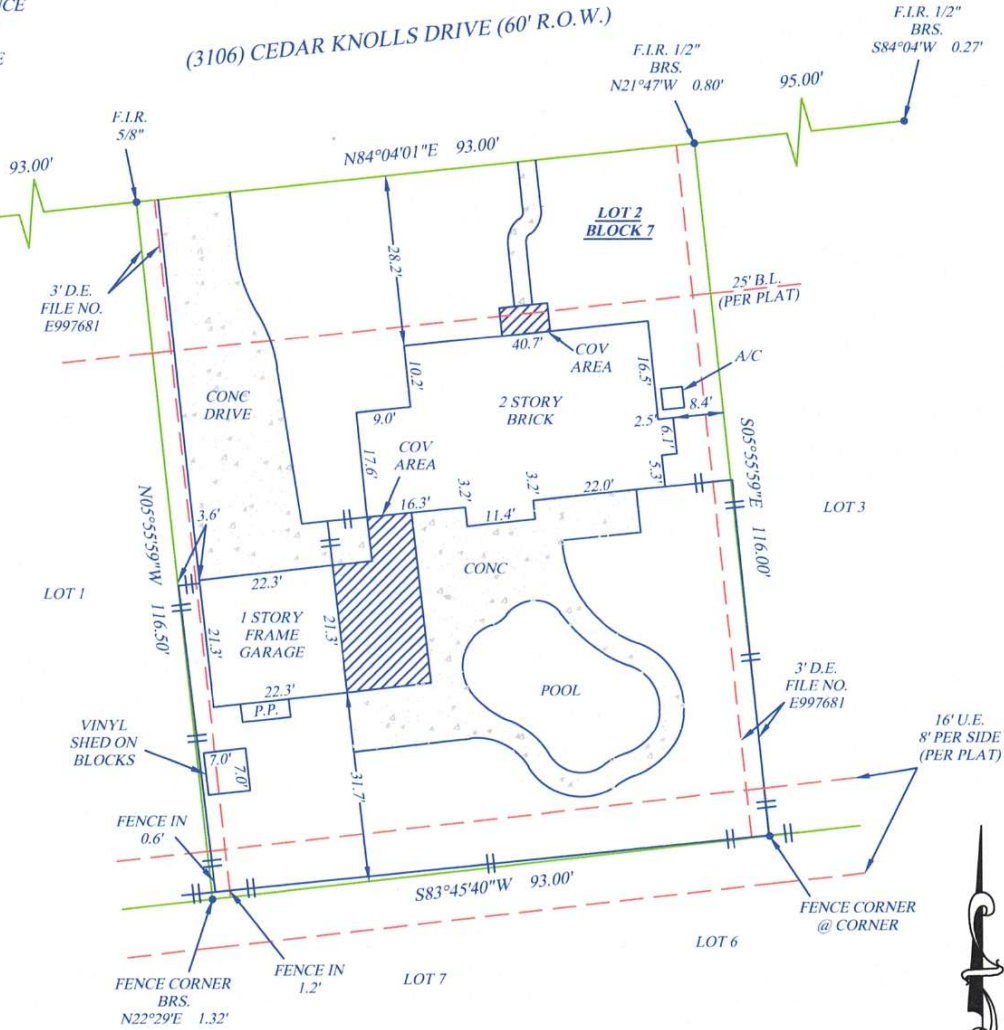 NCE
E
(3106) CEDAR KNOLLS DRIVE (60' R.O.W.)
F.I.R. 1/2"
BRS.
S84°04'W 0.27'
F.I.R. 1/2"
BRS.
N21°47'W 0.80'
95.00'
F.I.R.
5/8"
93.00'
N84°04'01"E 93.00'
LOT 2
BLOCK 7
28.2'
3' D.E.
FILE NO.
E997681
25' B.L.
(PER PLAT)
40.7'
COV
AREA
A/C
10.2'
16.5'
CONC
DRIVE
2 STORY
BRICK
9.0'
2.5'
8.4'
6.1'
COV
AREA
17.6'
5.3'
S05°55'59"E 116.00'
16.3'
3.2'
11.4'
3.2'
22.0'
LOT 3
N05°55'59"W 116.50'
3.6'
LOT 1
22.3'
CONC
1 STORY
FRAME
GARAGE
21.3'
21.3'
22.3'
P.P.
POOL
3' D.E.
FILE NO.
E997681
VINYL
SHED ON
BLOCKS
7.0'
7.0'
31.7'
16' U.E.
8' PER SIDE
(PER PLAT)
FENCE IN
0.6'
S83°45'40"W 93.00'
FENCE CORNER
@ CORNER
LOT 6
FENCE CORNER
BRS.
N22°29'E 1.32'
FENCE IN
1.2'
LOT 7